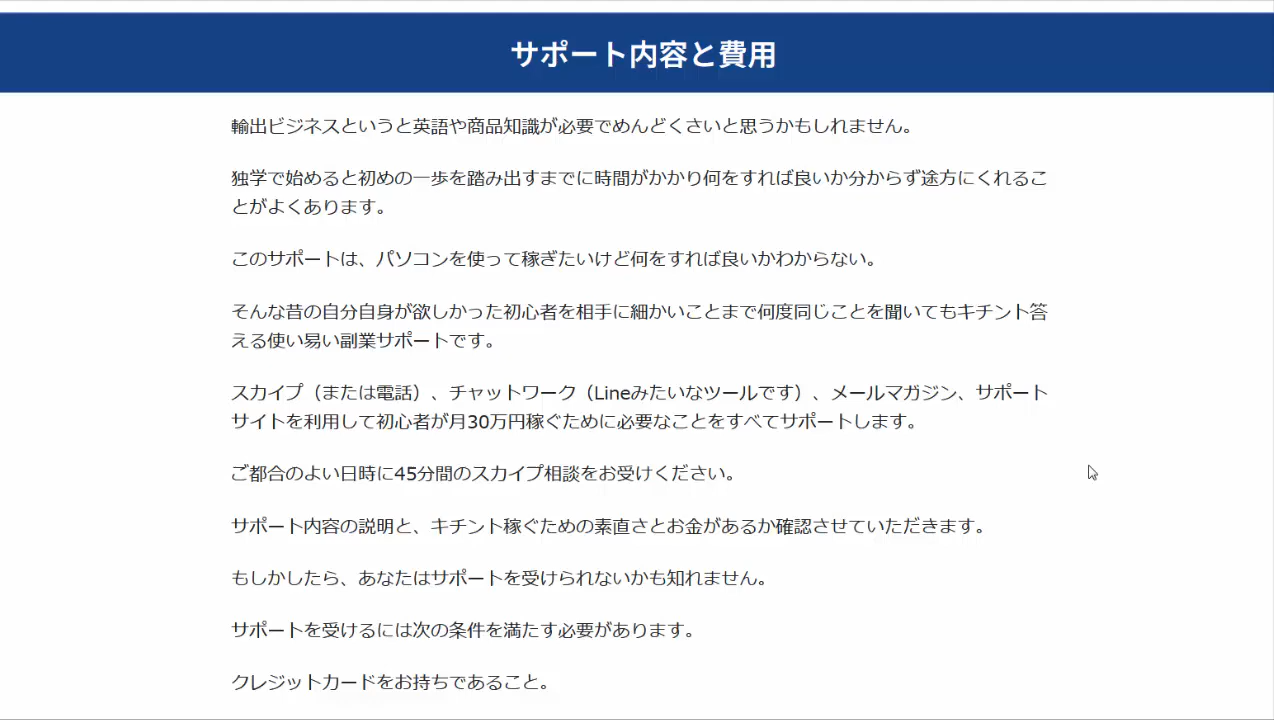 サポート内容と費用
輸出ビジネスというと英語や商品知識が必要でめんどくさいと思うかもしれません。
独学で始めると初めの一歩を踏み出すまでに時間がかかり何をすれば良いか分からず途方にくれるこ
とがよくあります。
このサポートは、パソコンを使って稼ぎたいけど何をすれば良いかわからない。
そんな昔の自分自身が欲しかった初心者を相手に細かいことまで何度同じことを聞いてもキチント答
える使い易い副業サポートです。
スカイプ（または電話）、チャットワーク（Lineみたいなツールです）、メールマガジン、サポート
サイトを利用して初心者が月30万円稼ぐために必要なことをすべてサポートします。
ご都合のよい日時に45分間のスカイプ相談をお受けください。
サポート内容の説明と、キチント稼ぐための素直さとお金があるか確認させていただきます。
もしかしたら、あなたはサポートを受けられないかも知れません。
サポートを受けるには次の条件を満たす必要があります。
クレジットカードをお持ちであること。